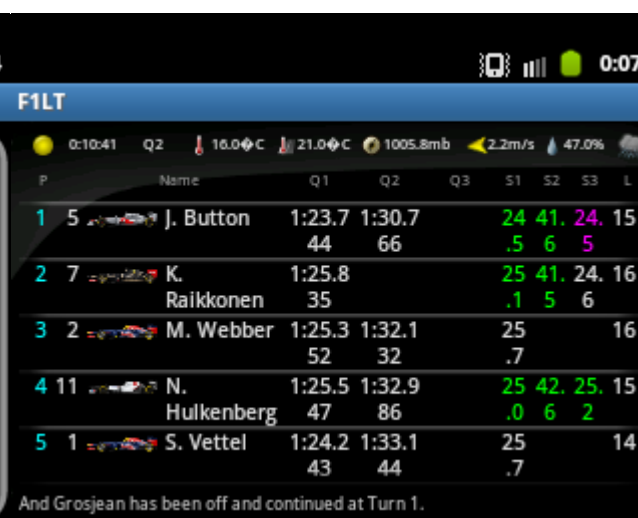 0:07
F1LT
0:10:41 Q2 16.0�C 21.0�C 1005.8mb 2.2m/s 47.0%
P Name Q1 Q2 Q3 S1 S2 S3 L
1 5 J. Button 1:23.7 1:30.7 24 41. 24. 15
44 66 .5 6 5
2 7 K. 1:25.8 25 41. 24. 16
Raikkonen 35 .1 5 6
3 2 M. Webber 1:25.3 1:32.1 25 16
52 32 .7
4 11 N. 1:25.5 1:32.9 25 42. 25. 15
Hulkenberg 47 86 .0 6 2
5 1 S. Vettel 1:24.2 1:33.1 25 14
43 44 .7
And Grosjean has been off and continued at Turn 1.